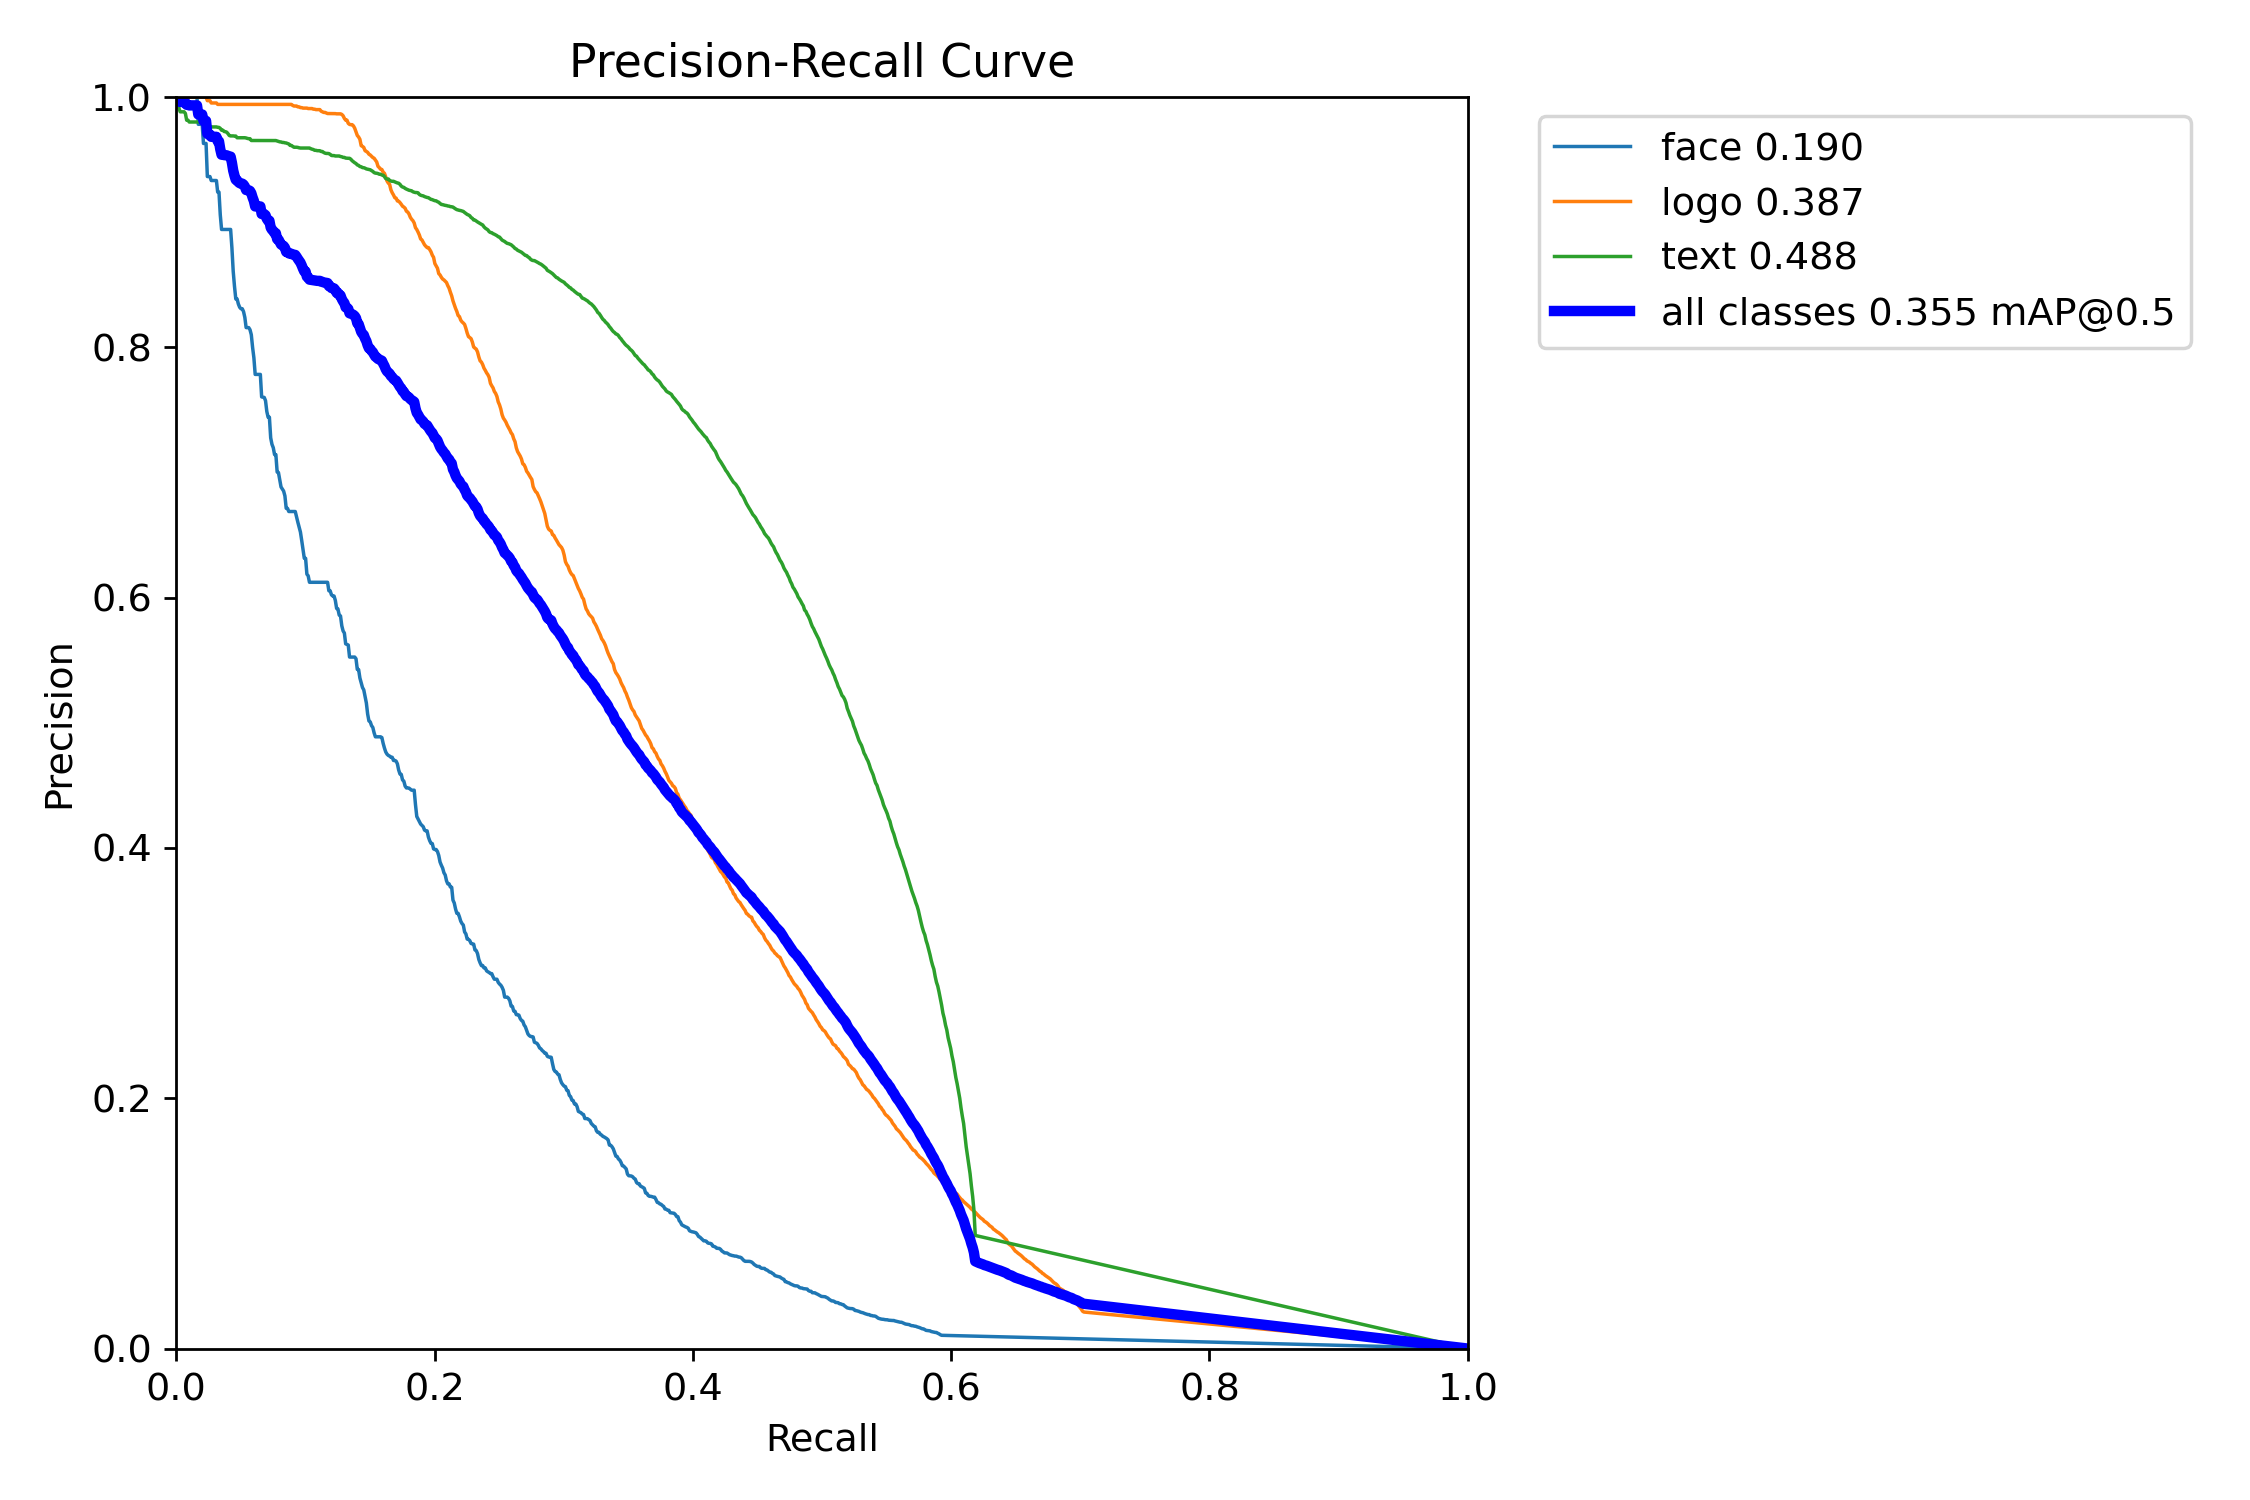 Precision-Recall Curve
1.0
0.8
0.6
0.4
0.2
0.0
Precision
0.0 0.2 0.4 0.6 0.8 1.0
Recall
face 0.190
logo 0.387
text 0.488
all classes 0.355 mAP@0.5